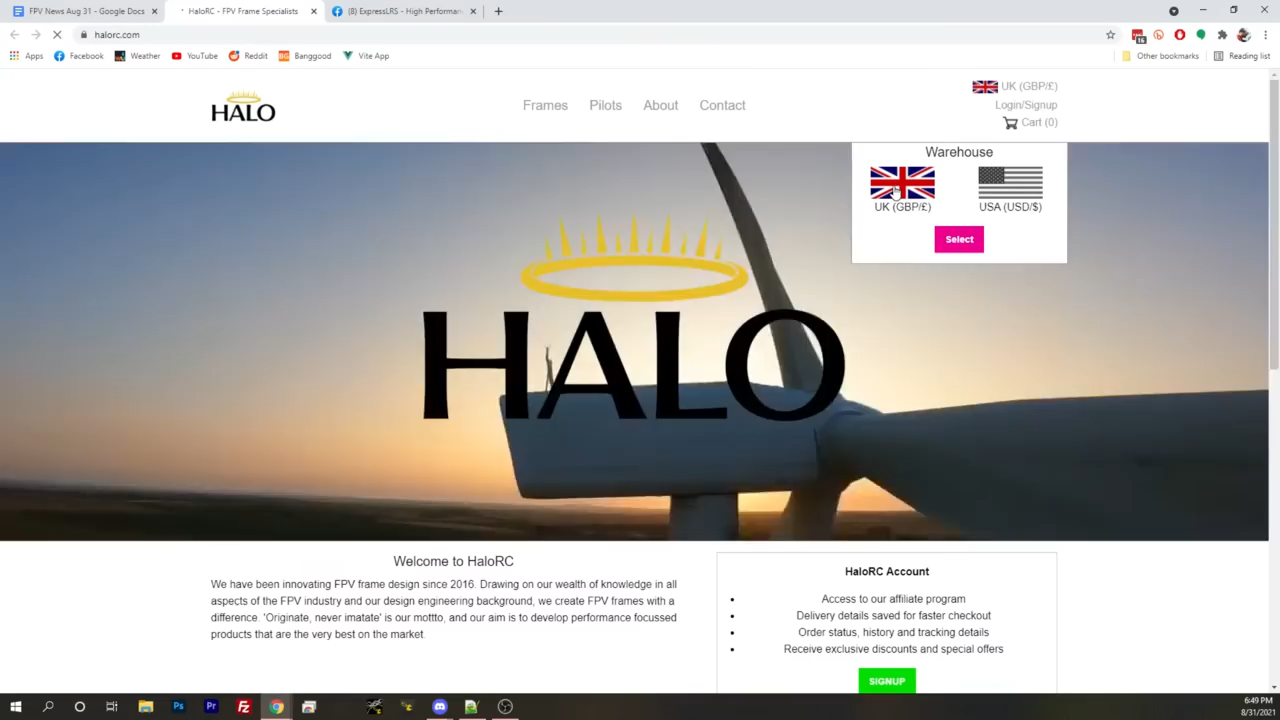 FPV News Aug 31 - Google Docs
HaloRC - FPV Frame Specialists
(8) ExpressLRS - High Performan
halorc.com
16
Apps
Facebook
Weather
YouTube
Reddit
BG Banggood
Vite App
Other bookmarks
Reading list
HALO
Frames
Pilots
About
Contact
UK (GBP/£)
Login/Signup
Cart (0)
Warehouse
UK (GBP/£)
USA (USD/$)
Select
HALO
Welcome to HaloRC
We have been innovating FPV frame design since 2016. Drawing on our wealth of knowledge in all
aspects of the FPV industry and our design engineering background, we create FPV frames with a
difference. 'Originate, never imatate' is our mottto, and our aim is to develop performance focussed
products that are the very best on the market.
HaloRC Account
Access to our affiliate program
Delivery details saved for faster checkout
Order status, history and tracking details
Receive exclusive discounts and special offers
SIGNUP
Ps
Pr
Fz
6:49 PM
8/31/2021